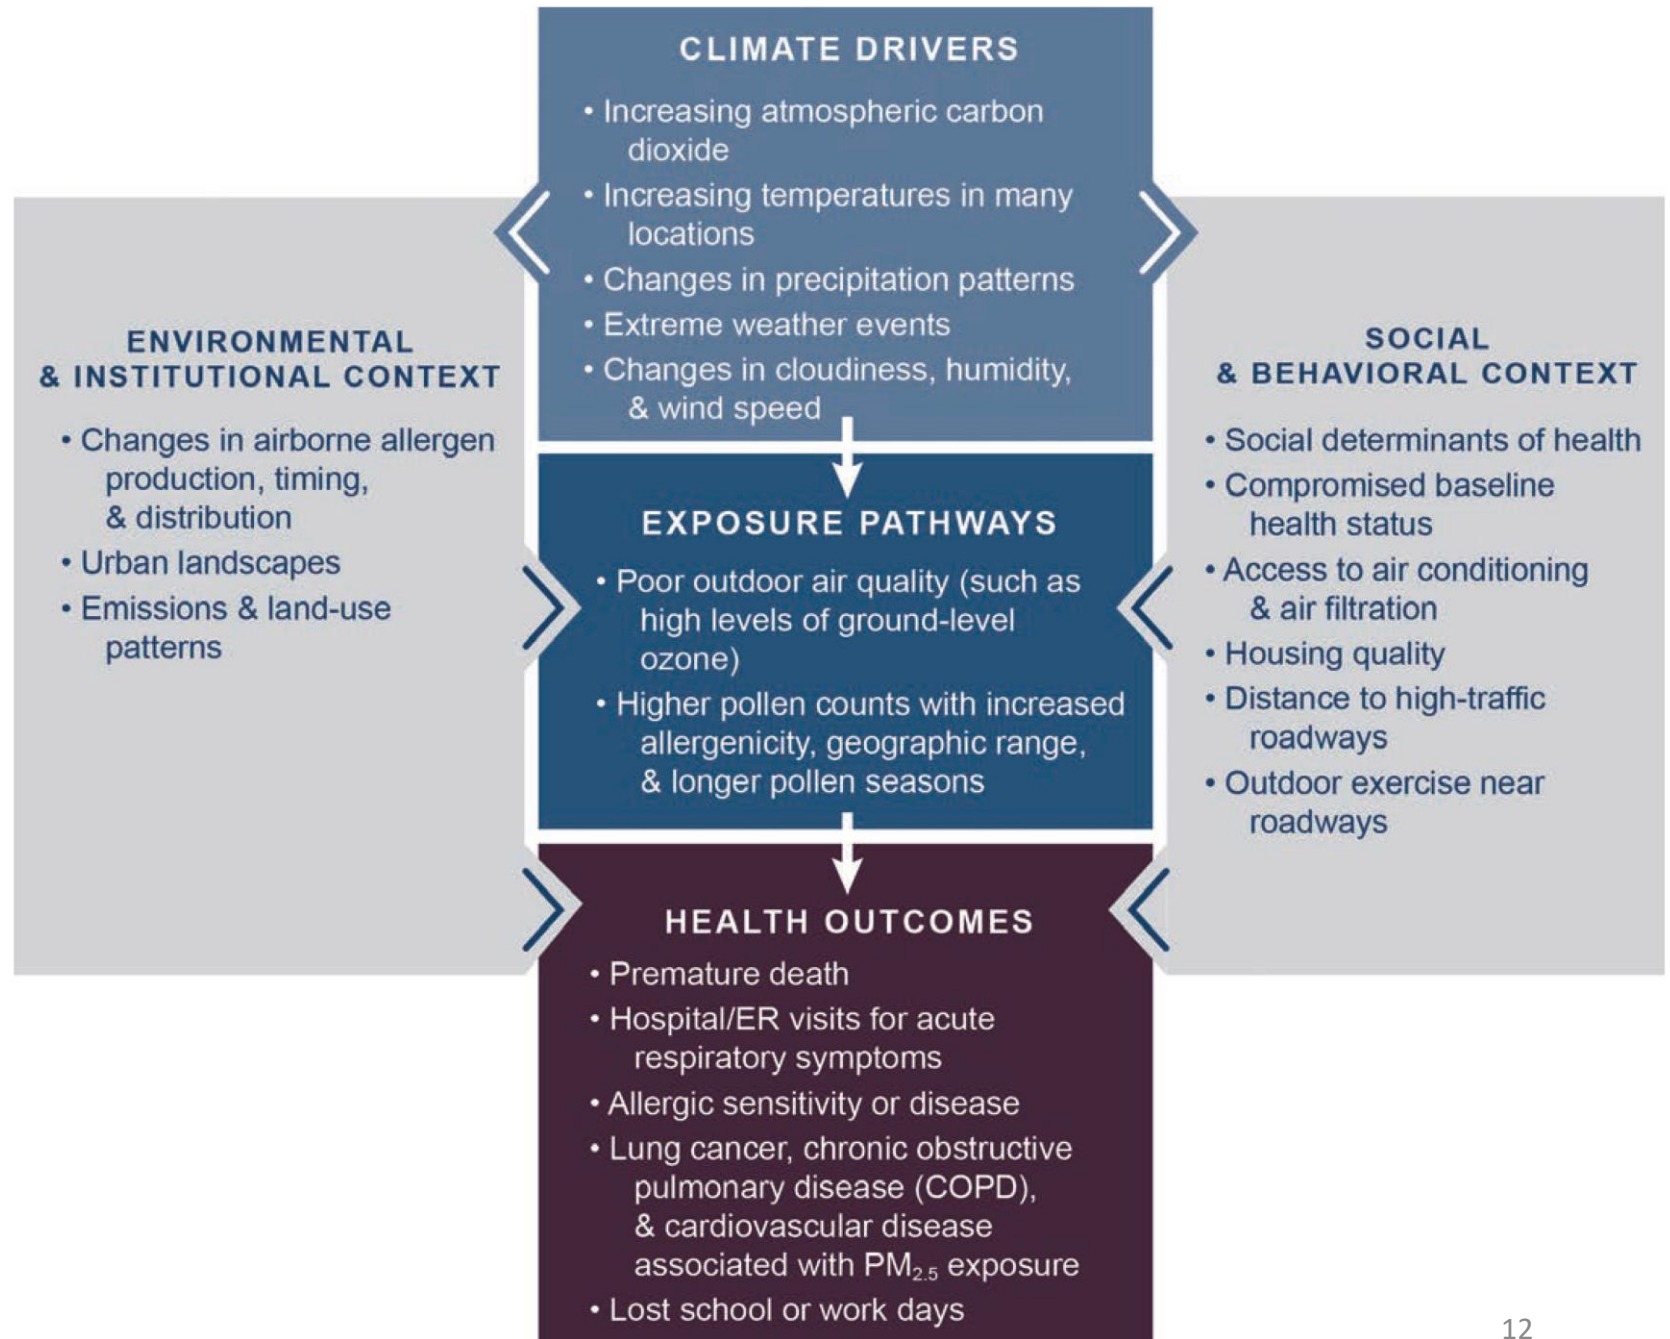 CLIMATE DRIVERS
• Increasing atmospheric carbon
dioxide
• Increasing temperatures in many
locations
• Changes in precipitation patterns
• Extreme weather events
• Changes in cloudiness, humidity,
& wind speed
ENVIRONMENTAL
& INSTITUTIONAL CONTEXT
• Changes in airborne allergen
production, timing,
& distribution
• Urban landscapes
• Emissions & land-use
patterns
SOCIAL
& BEHAVIORAL CONTEXT
• Social determinants of health
• Compromised baseline
health status
• Access to air conditioning
& air filtration
• Housing quality
• Distance to high-traffic
roadways
• Outdoor exercise near
roadways
EXPOSURE PATHWAYS
• Poor outdoor air quality (such as
high levels of ground-level
ozone)
• Higher pollen counts with increased
allergenicity, geographic range,
& longer pollen seasons
HEALTH OUTCOMES
• Premature death
• Hospital/ER visits for acute
respiratory symptoms
• Allergic sensitivity or disease
• Lung cancer, chronic obstructive
pulmonary disease (COPD),
& cardiovascular disease
associated with PM2.5 exposure
• Lost school or work days
12